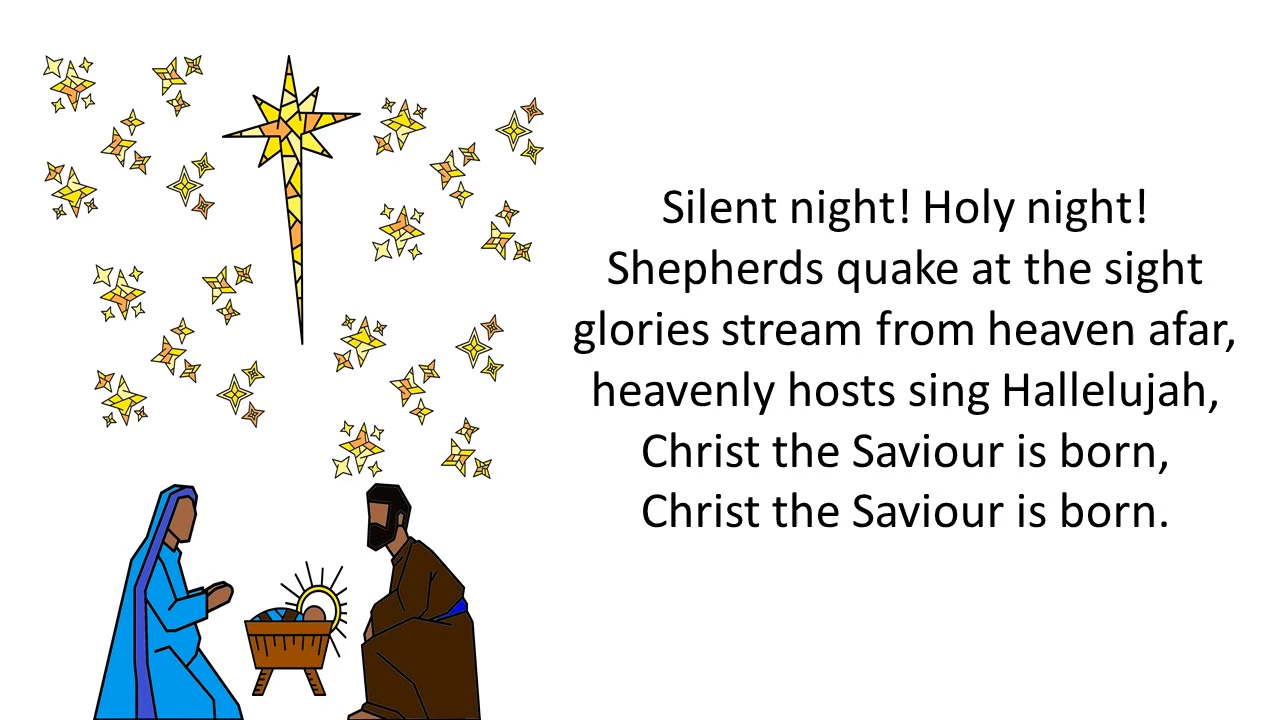 Silent night! Holy night!
Shepherds quake at the sight
glories stream from heaven afar,
heavenly hosts sing Hallelujah,
Christ the Saviour is born,
Christ the Saviour is born.